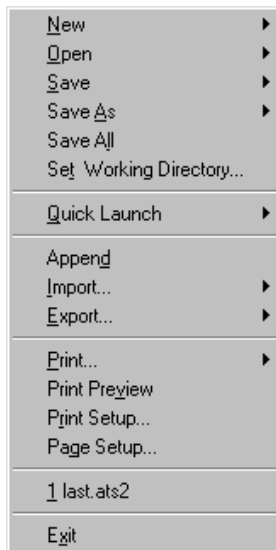 New
Open
Save
Save As
Save All
Set Working Directory...
Quick Launch
Append
Import...
Export...
Print...
Print Preview
Print Setup...
Page Setup...
1 last.ats2
Exit